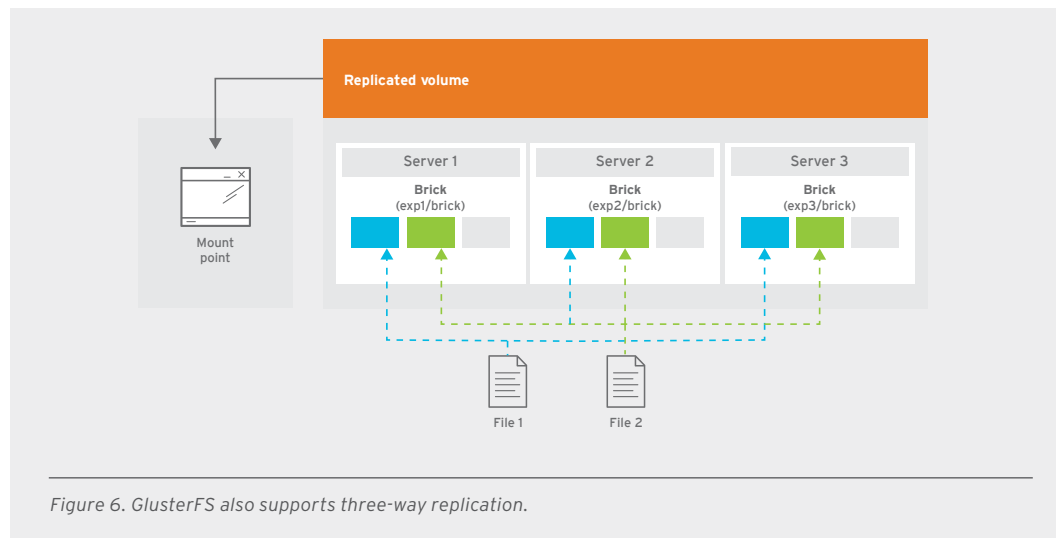 Replicated volume
Server 1
Server 2
Server 3
Brick
(exp1/brick)
Brick
(exp2/brick)
Brick
(exp3/brick)
Mount
point
File 1
File 2
Figure 6. GlusterFS also supports three-way replication.